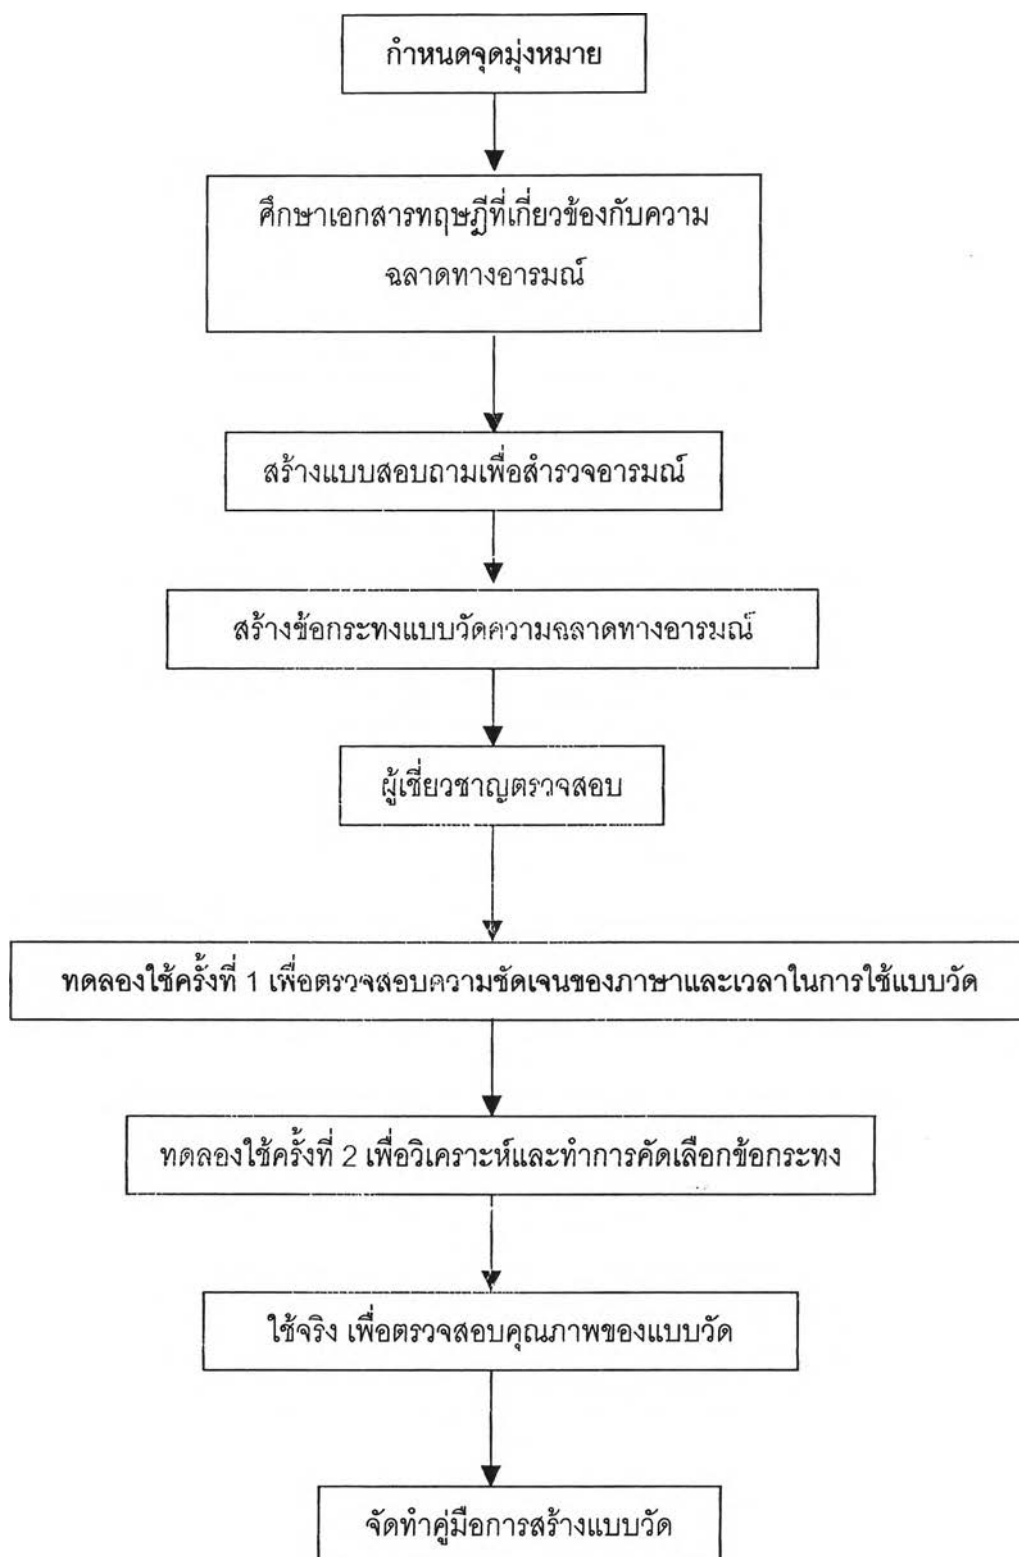 กำหนดจุดมุ่งหมาย
ศึกษาเอกสารทฤษฎีที่เกี่ยวข้องกับความ
ฉลาดทางอารมณ์
สร้างแบบสอบถามเพื่อสำรวจอารมณ์
สร้างข้อกระทงแบบวัดความฉลาดทางอารมณ์
ผู้เชี่ยวชาญตรวจสอบ
ทดลองใช้ครั้งที่ 1 เพื่อตรวจสอบความชัดเจนของภาษาและเวลาในการใช้แบบวัด
ทดลองใช้ครั้งที่ 2 เพื่อวิเคราะห์และทำการคัดเลือกข้อกระทง
ใช้จริง เพื่อตรวจสอบคุณภาพของแบบวัด
จัดทำคู่มือการสร้างแบบวัด